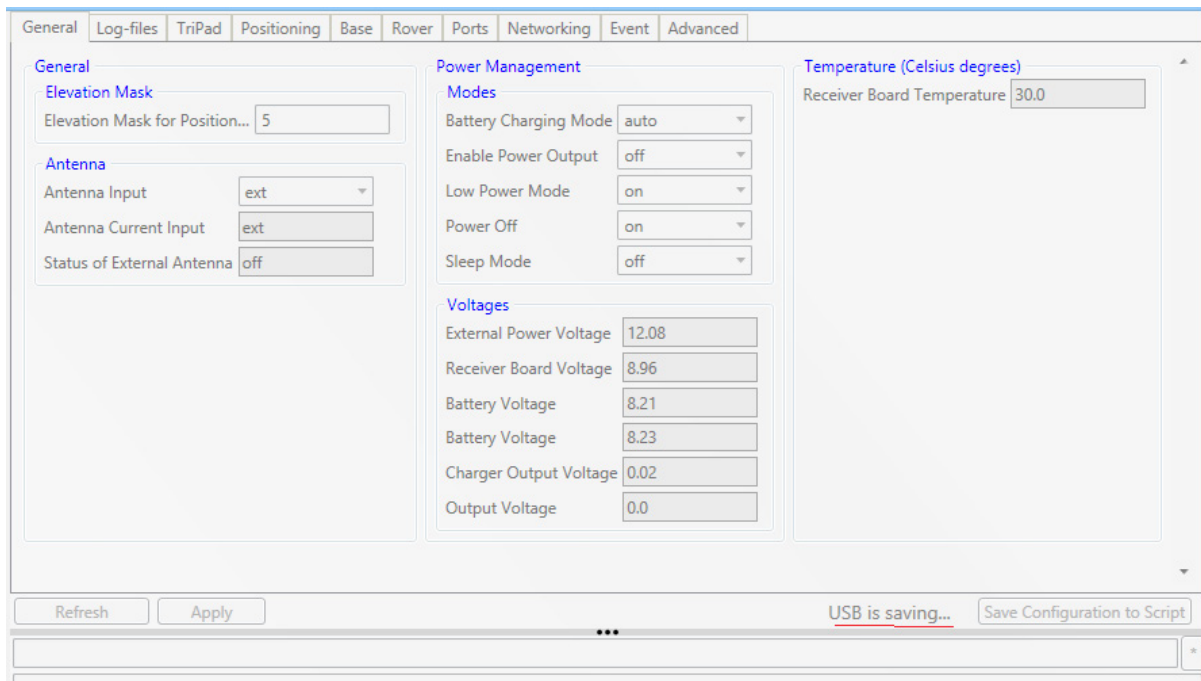 General Log-files TriPad Positioning Base Rover Ports Networking Event Advanced
General
Elevation Mask
Elevation Mask for Position... 5
Antenna
Antenna Input ext
Antenna Current Input ext
Status of External Antenna off
Power Management
Modes
Battery Charging Mode auto
Enable Power Output off
Low Power Mode on
Power Off on
Sleep Mode off
Voltages
External Power Voltage 12.08
Receiver Board Voltage 8.96
Battery Voltage 8.21
Battery Voltage 8.23
Charger Output Voltage 0.02
Output Voltage 0.0
Temperature (Celsius degrees)
Receiver Board Temperature 30.0
Refresh Apply USB is saving... Save Configuration to Script
*